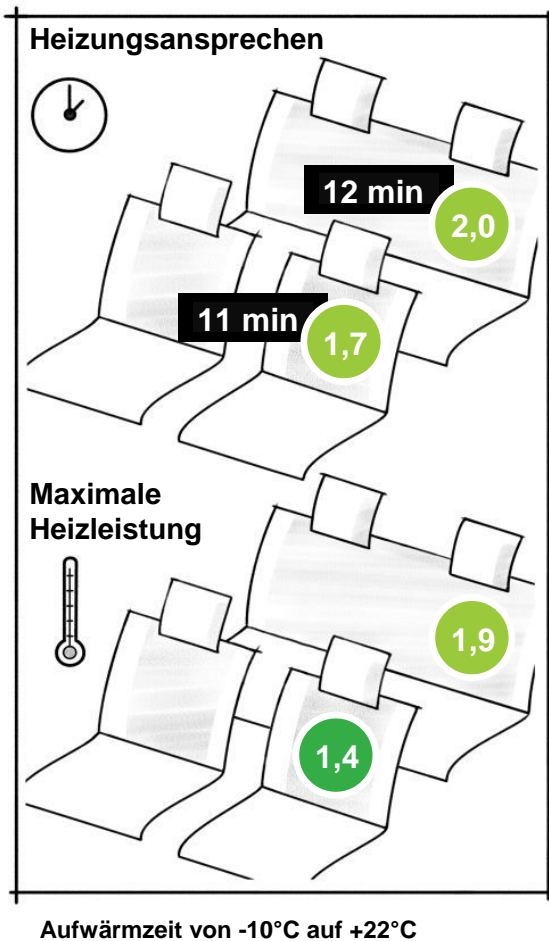 Heizungsansprechen
12 min
2,0
11 min
1,7
Maximale
Heizleistung
1,9
1,4
Aufwärmzeit von -10°C auf +22°C